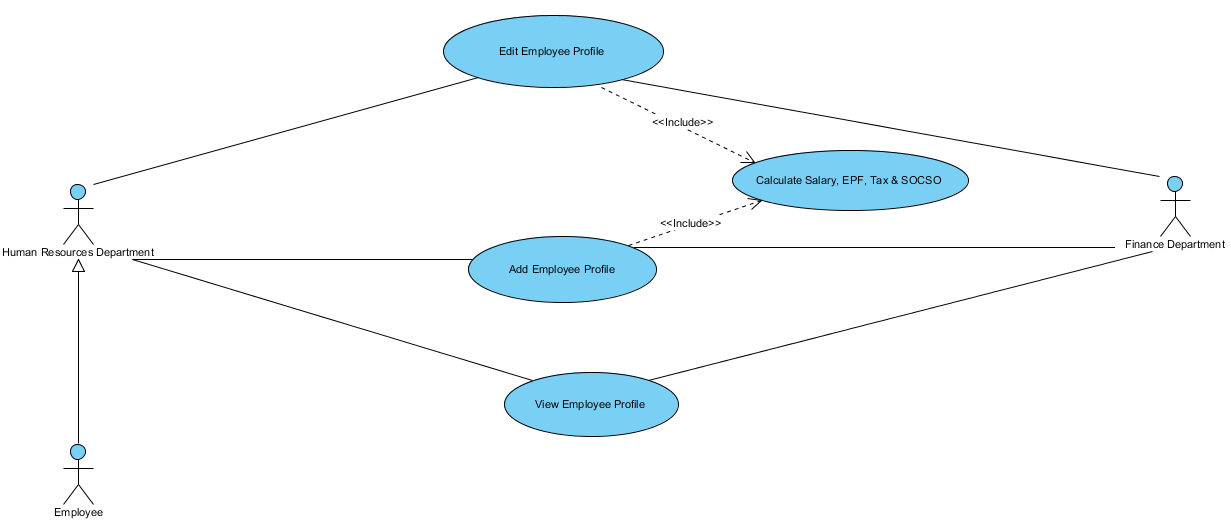 Edit Employee Profile
<<Include>>
Calculate Salary, EPF, Tax & SOCSO
<<Include>>
Human Resources Department
Finance Department
Add Employee Profile
View Employee Profile
Employee